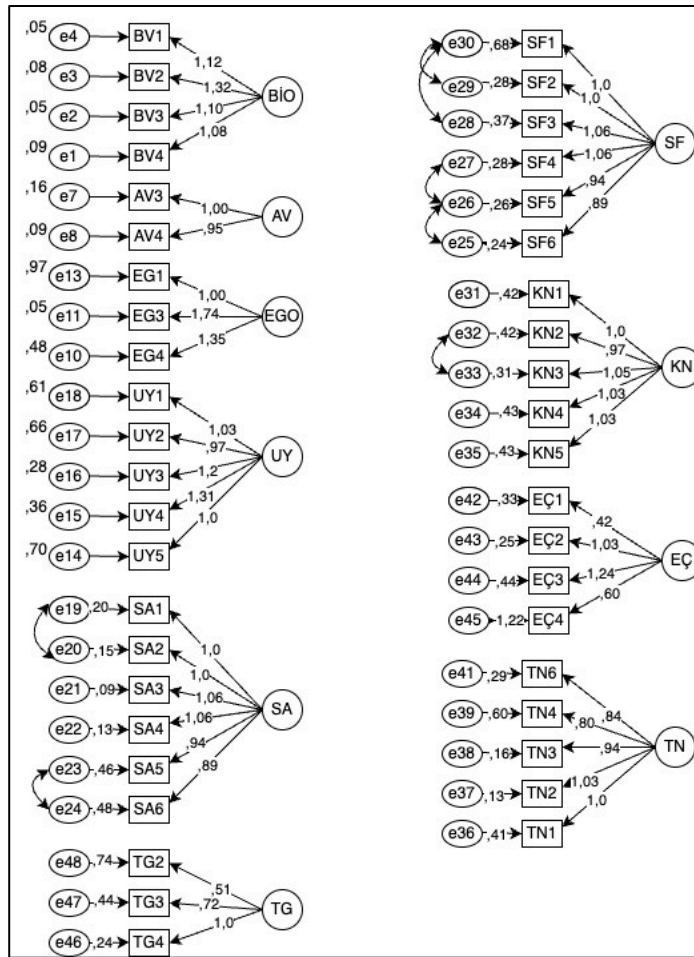 ,05 e4 BV1
1,12
,08 e3 BV2
1,32
BİO
,05 e2 BV3
1,10
1,08
,09 e1 BV4
,16 e7 AV3
1,00
AV
,95
,09 e8 AV4
,97 e13 EG1
1,00
,05 e11 EG3
1,74
EGO
1,35
,48 e10 EG4
,61 e18 UY1
1,03
,66 e17 UY2
,97
UY
,28 e16 UY3
1,2
1,31
,36 e15 UY4
1,0
,70 e14 UY5
e19 ,20 SA1
1,0
e20 ,15 SA2
1,0
e21 ,09 SA3
1,06
SA
e22 ,13 SA4
1,06
,94
e23 ,46 SA5
,89
e24 ,48 SA6
e48 ,74 TG2
,51
e47 ,44 TG3
,72
TG
1,0
e46 ,24 TG4
e30 ,68 SF1
1,0
e29 ,28 SF2
1,0
e28 ,37 SF3
1,06
SF
e27 ,28 SF4
1,06
,94
e26 ,26 SF5
,89
e25 ,24 SF6
e31 ,42 KN1
1,0
e32 ,42 KN2
,97
KN
e33 ,31 KN3
1,05
1,03
e34 ,43 KN4
1,03
e35 ,43 KN5
e42 ,33 EÇ1
,42
e43 ,25 EÇ2
1,03
EÇ
e44 ,44 EÇ3
1,24
,60
e45 1,22 EÇ4
e41 ,29 TN6
,84
e39 ,60 TN4
,80
e38 ,16 TN3
,94
TN
e37 ,13 TN2
1,03
1,0
e36 ,41 TN1